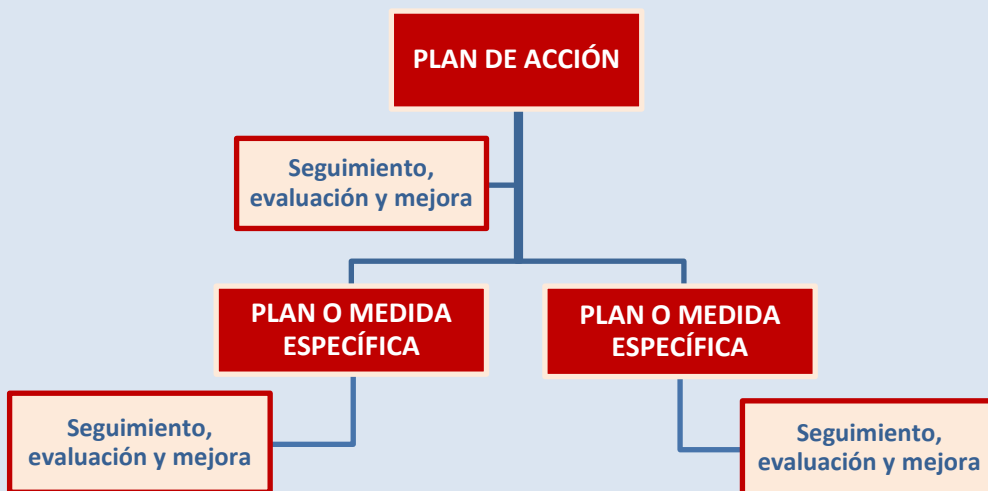 PLAN DE ACCIÓN
Seguimiento,
evaluación y mejora
PLAN O MEDIDA
ESPECÍFICA
PLAN O MEDIDA
ESPECÍFICA
Seguimiento,
evaluación y mejora
Seguimiento,
evaluación y mejora